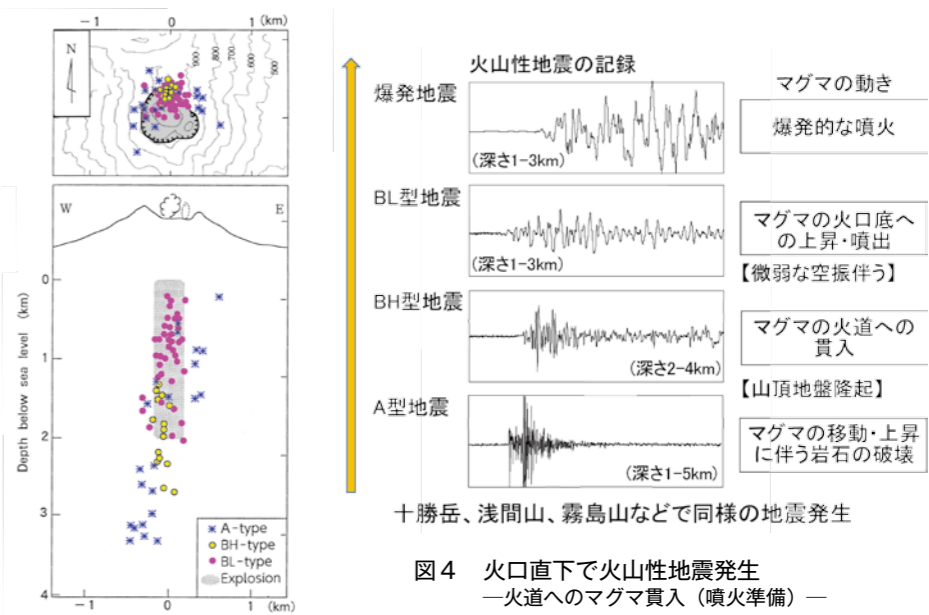 -1 0 1 (km)
N
900 800 700 600 500
W E
0
1
2
3
4
Depth below sea level (km)
A-type
BH-type
BL-type
Explosion
-1 0 1 (km)
火山性地震の記録
マグマの動き
爆発地震
(深さ1-3km)
爆発的な噴火
BL型地震
(深さ1-3km)
マグマの火口底へ
の上昇・噴出
【微弱な空振伴う】
BH型地震
(深さ2-4km)
マグマの火道への
貫入
【山頂地盤隆起】
A型地震
(深さ1-5km)
マグマの移動・上昇
に伴う岩石の破壊
十勝岳、浅間山、霧島山などで同様の地震発生
図4 火口直下で火山性地震発生
―火道へのマグマ貫入（噴火準備）―